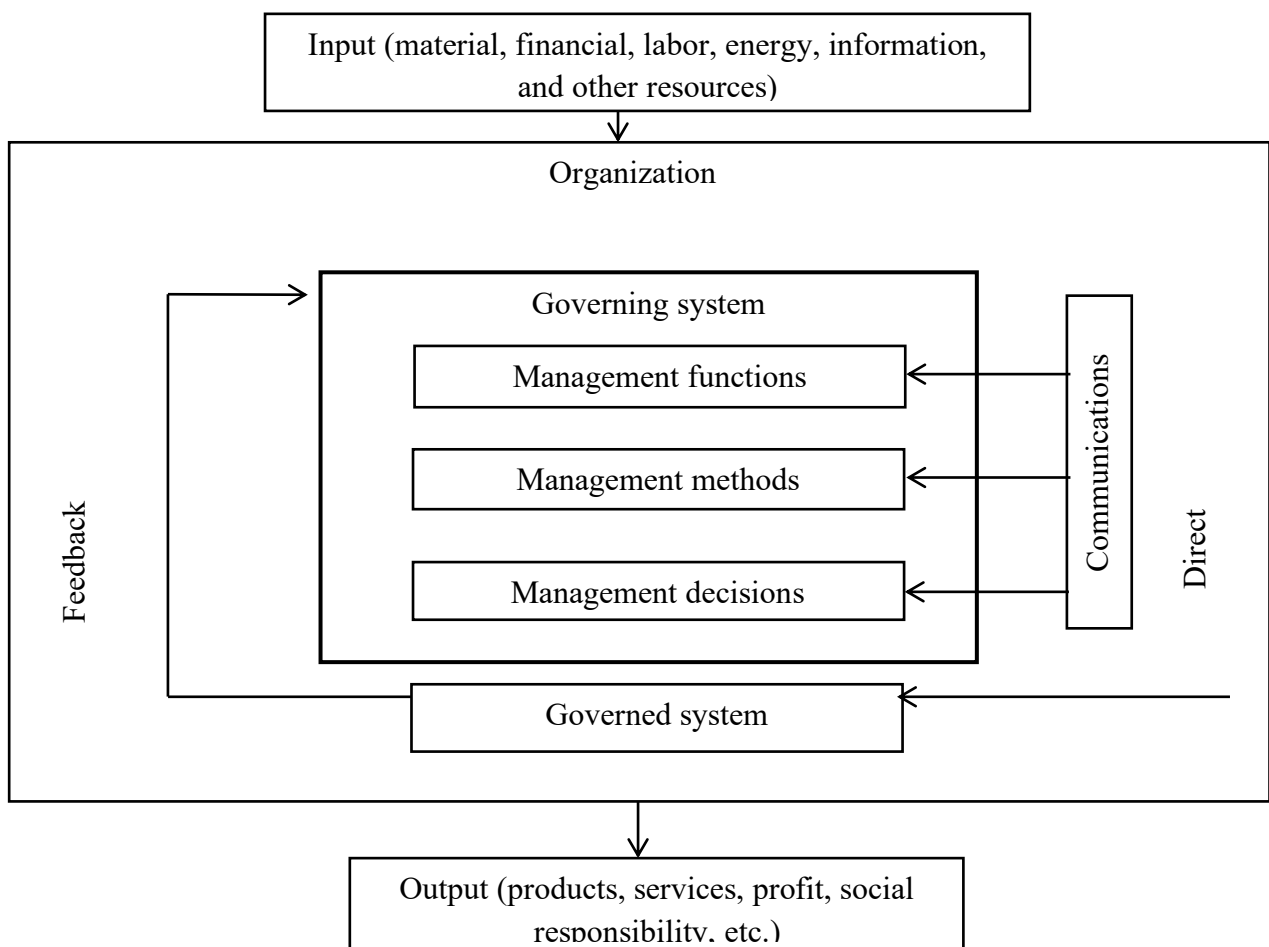 Input (material, financial, labor, energy, information,
and other resources)
Organization
Governing system
Management functions
Management methods
Management decisions
Communications
Feedback
Direct
Governed system
Output (products, services, profit, social
responsibility, etc.)